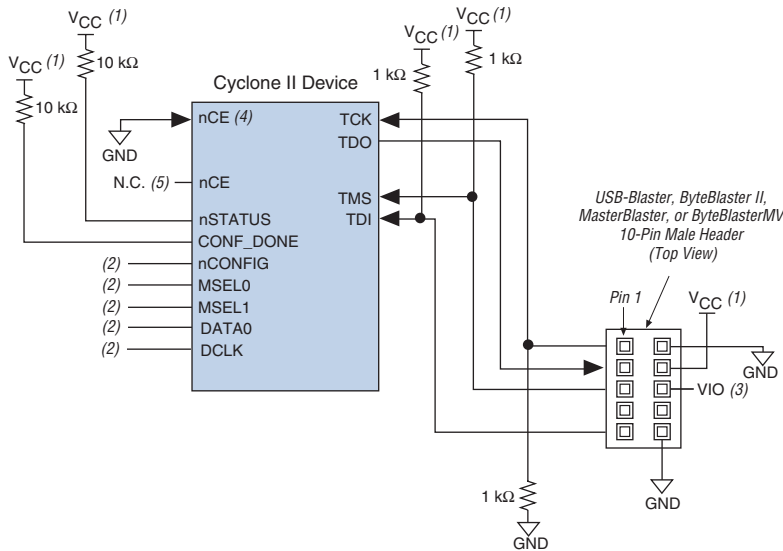 VCC (1)
VCC (1)
10 kΩ
VCC (1)
10 kΩ
VCC (1)
1 kΩ
VCC (1)
1 kΩ
Cyclone II Device
nCE (4)
GND
N.C. (5)
nCE
nSTATUS
CONF_DONE
(2) nCONFIG
(2) MSEL0
(2) MSEL1
(2) DATA0
(2) DCLK
TCK
TDO
TMS
TDI
USB-Blaster, ByteBlaster II,
MasterBlaster, or ByteBlasterMV
10-Pin Male Header
(Top View)
Pin 1
VCC (1)
GND
VIO (3)
GND
1 kΩ
GND